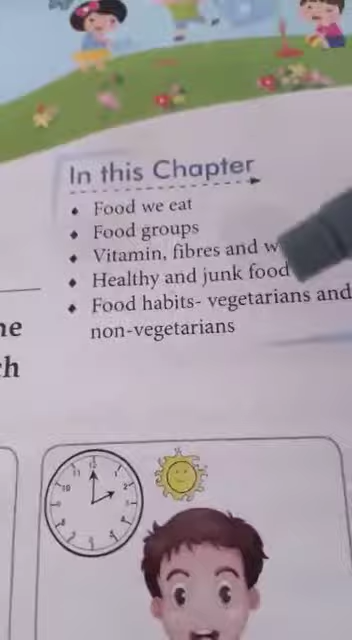 In this Chapter
• Food we eat
• Food groups
• Vitamin, fibres and
• Healthy and junk food
• Food habits- vegetarians and
non-vegetarians